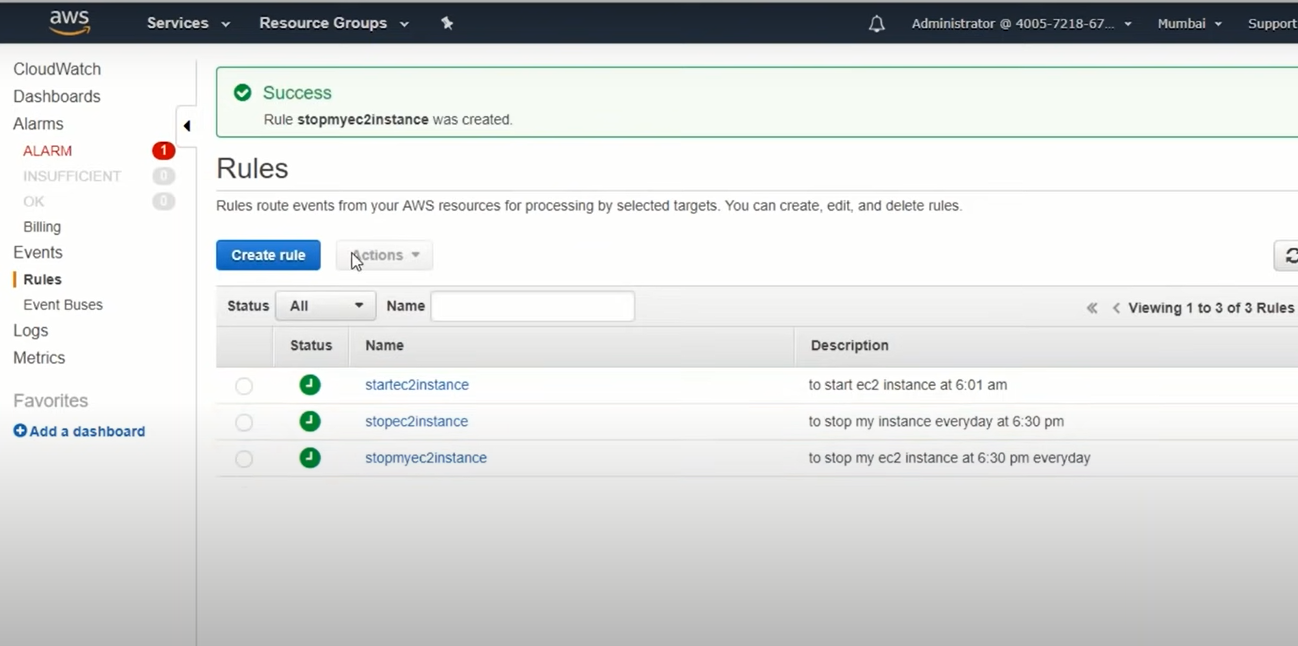 aws Services Resource Groups Administrator @ 4005-7218-67... Mumbai Support
CloudWatch
Dashboards
Alarms
ALARM 1
INSUFFICIENT 0
OK 0
Billing
Events
Rules
Event Buses
Logs
Metrics
Favorites
Add a dashboard
Success
Rule stopmyec2instance was created.
Rules
Rules route events from your AWS resources for processing by selected targets. You can create, edit, and delete rules.
Create rule Actions
Status All Name « < Viewing 1 to 3 of 3 Rules
Status Name Description
startec2instance to start ec2 instance at 6:01 am
stopec2instance to stop my instance everyday at 6:30 pm
stopmyec2instance to stop my ec2 instance at 6:30 pm everyday